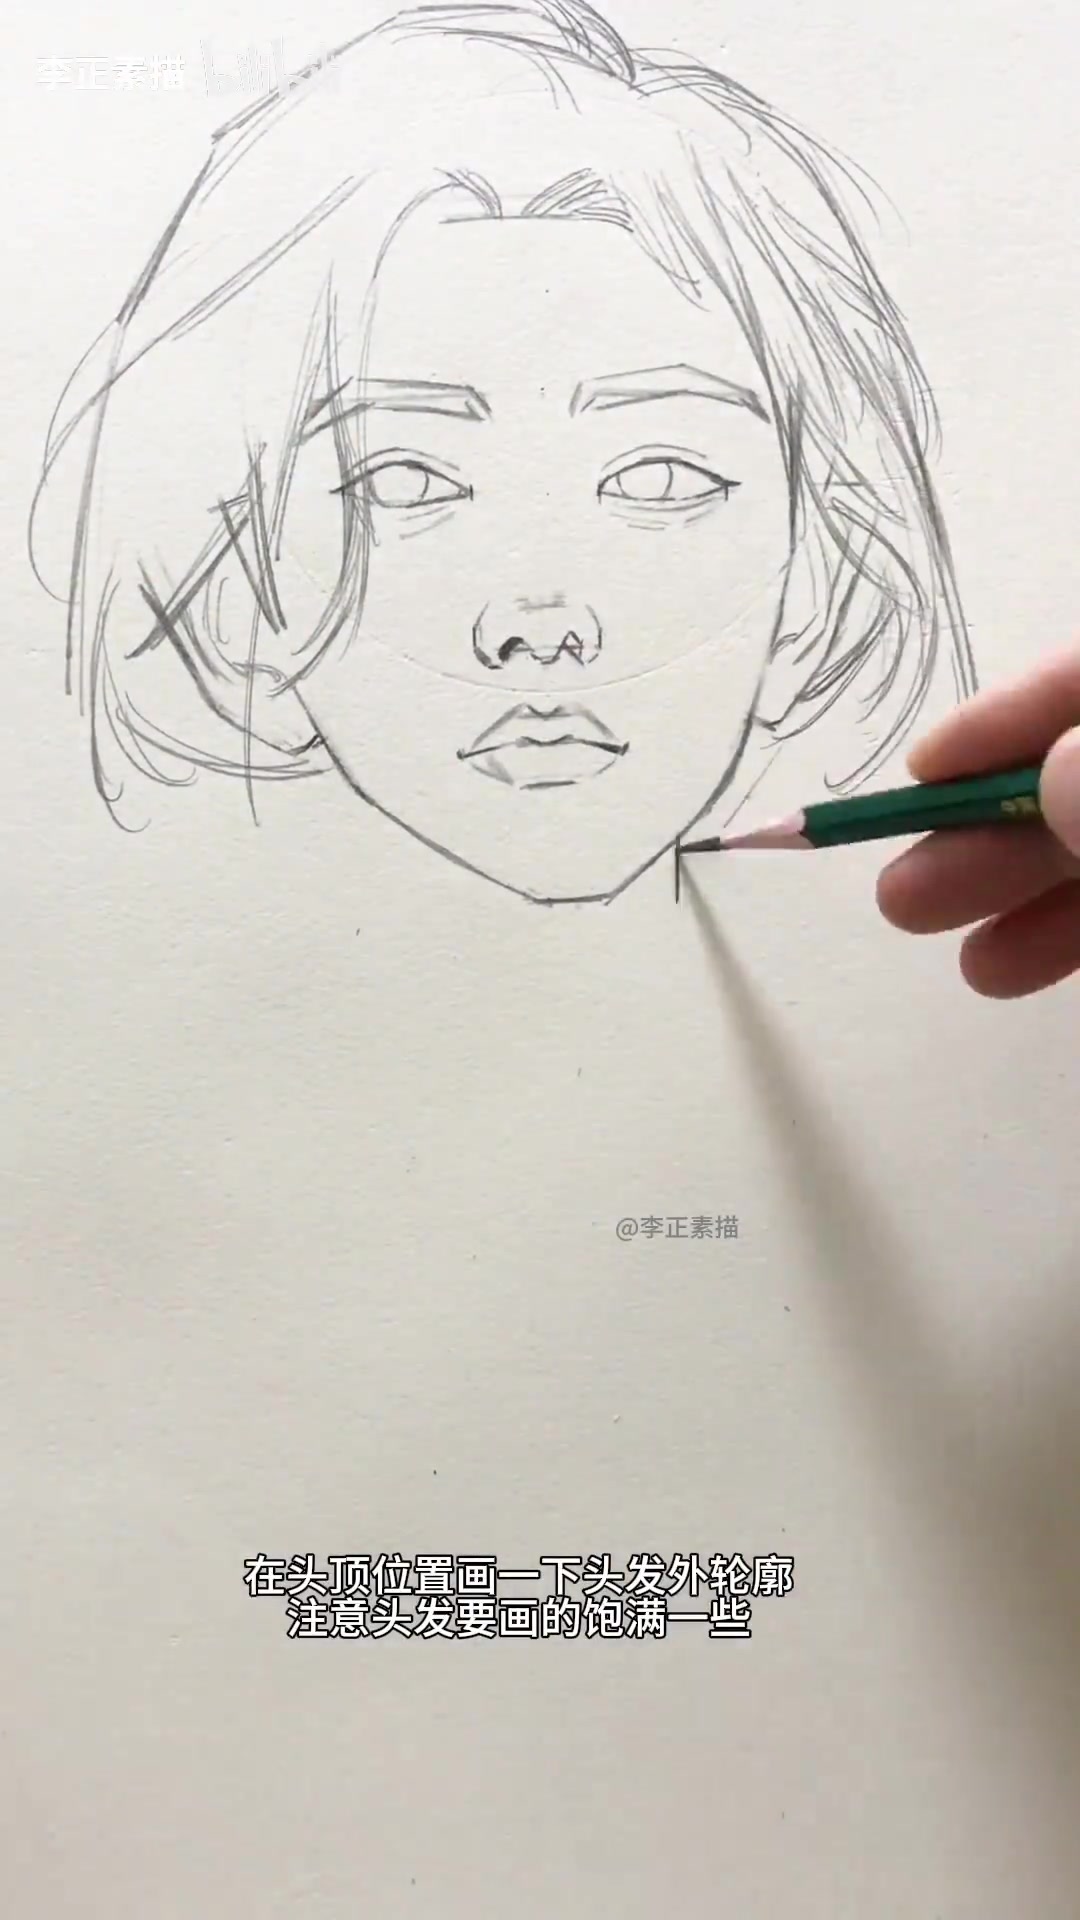 李正素描
@李正素描
在头顶位置画一下头发外轮廓
注意头发要画的饱满一些